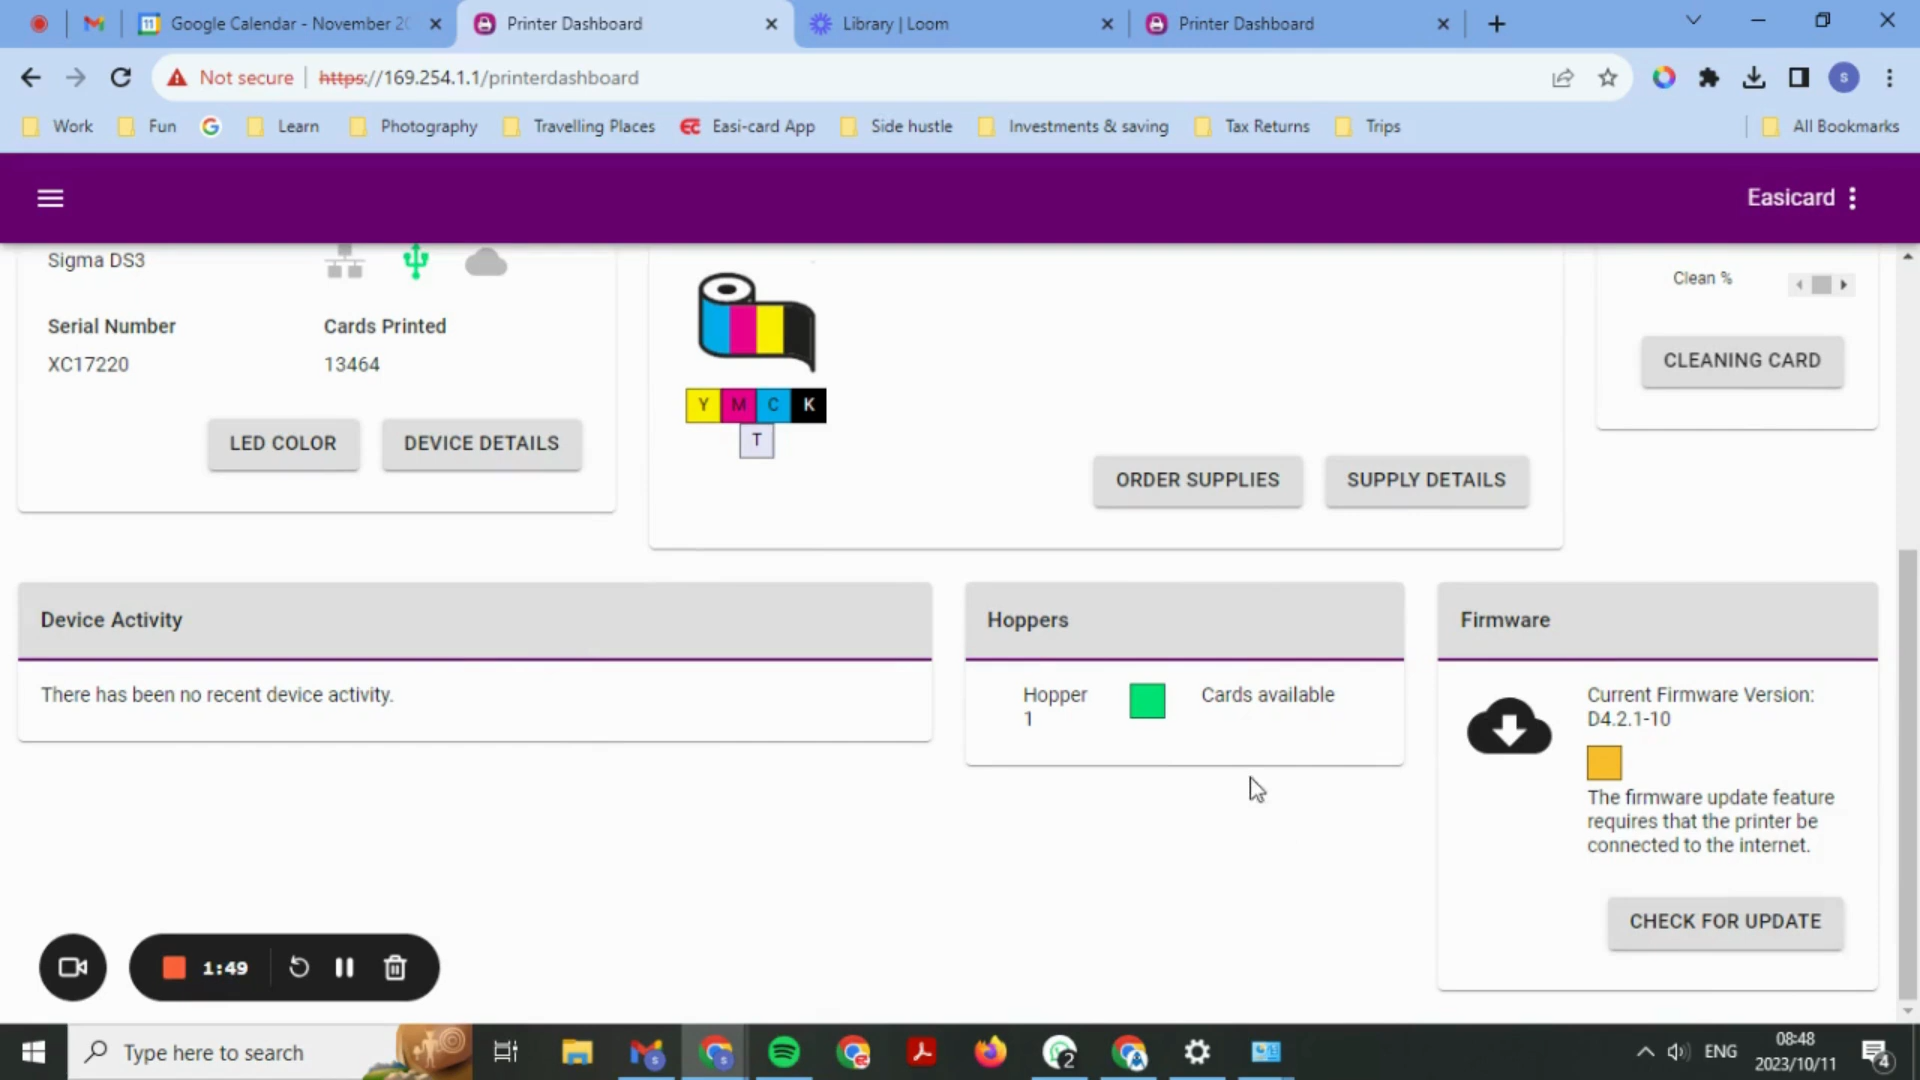 Google Calendar - November 20
Printer Dashboard
Library | Loom
Printer Dashboard
Not secure
https://169.254.1.1/printerdashboard
S
Work
Fun
Learn
Photography
Travelling Places
EC Easi-card App
Side hustle
Investments & saving
Tax Returns
Trips
All Bookmarks
Easicard
Sigma DS3
Serial Number
Cards Printed
XC17220
13464
LED COLOR
DEVICE DETAILS
Y M C K
T
ORDER SUPPLIES
SUPPLY DETAILS
Clean %
CLEANING CARD
Device Activity
There has been no recent device activity.
Hoppers
Hopper
1
Cards available
Firmware
Current Firmware Version:
D4.2.1-10
The firmware update feature
requires that the printer be
connected to the internet.
CHECK FOR UPDATE
1:49
Type here to search
2
ENG
08:48
2023/10/11
4